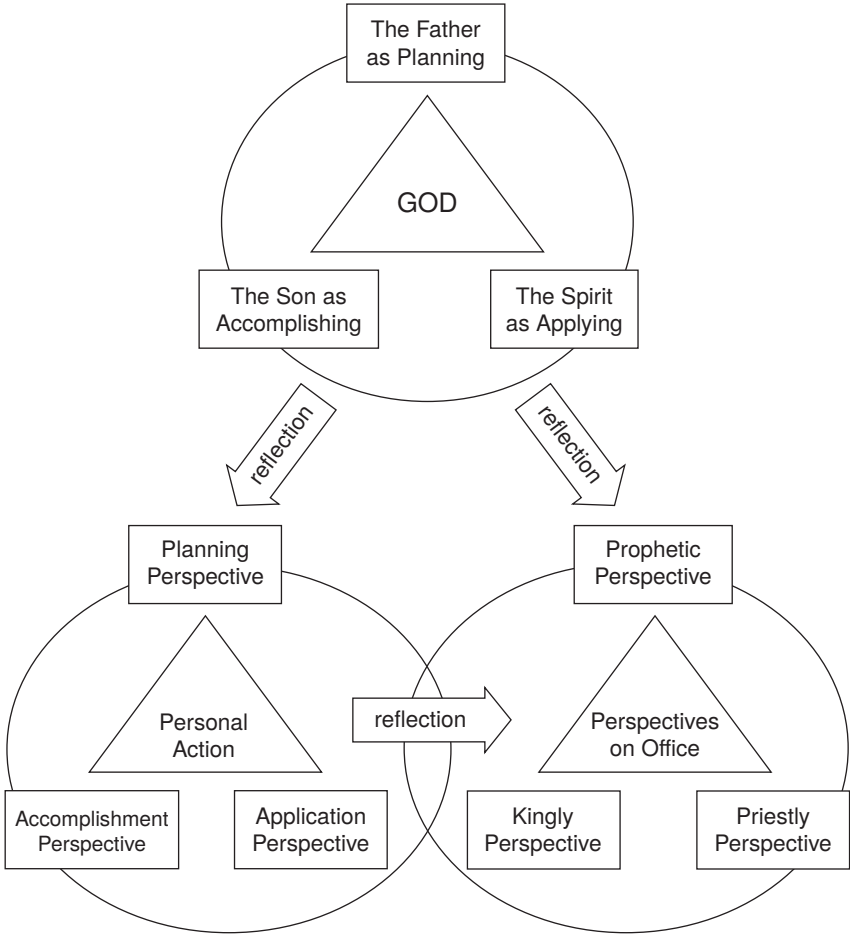 The Father
as Planning
GOD
The Son as
Accomplishing
The Spirit
as Applying
reflection
reflection
Planning
Perspective
Personal
Action
Accomplishment
Perspective
Application
Perspective
reflection
Prophetic
Perspective
Perspectives
on Office
Kingly
Perspective
Priestly
Perspective